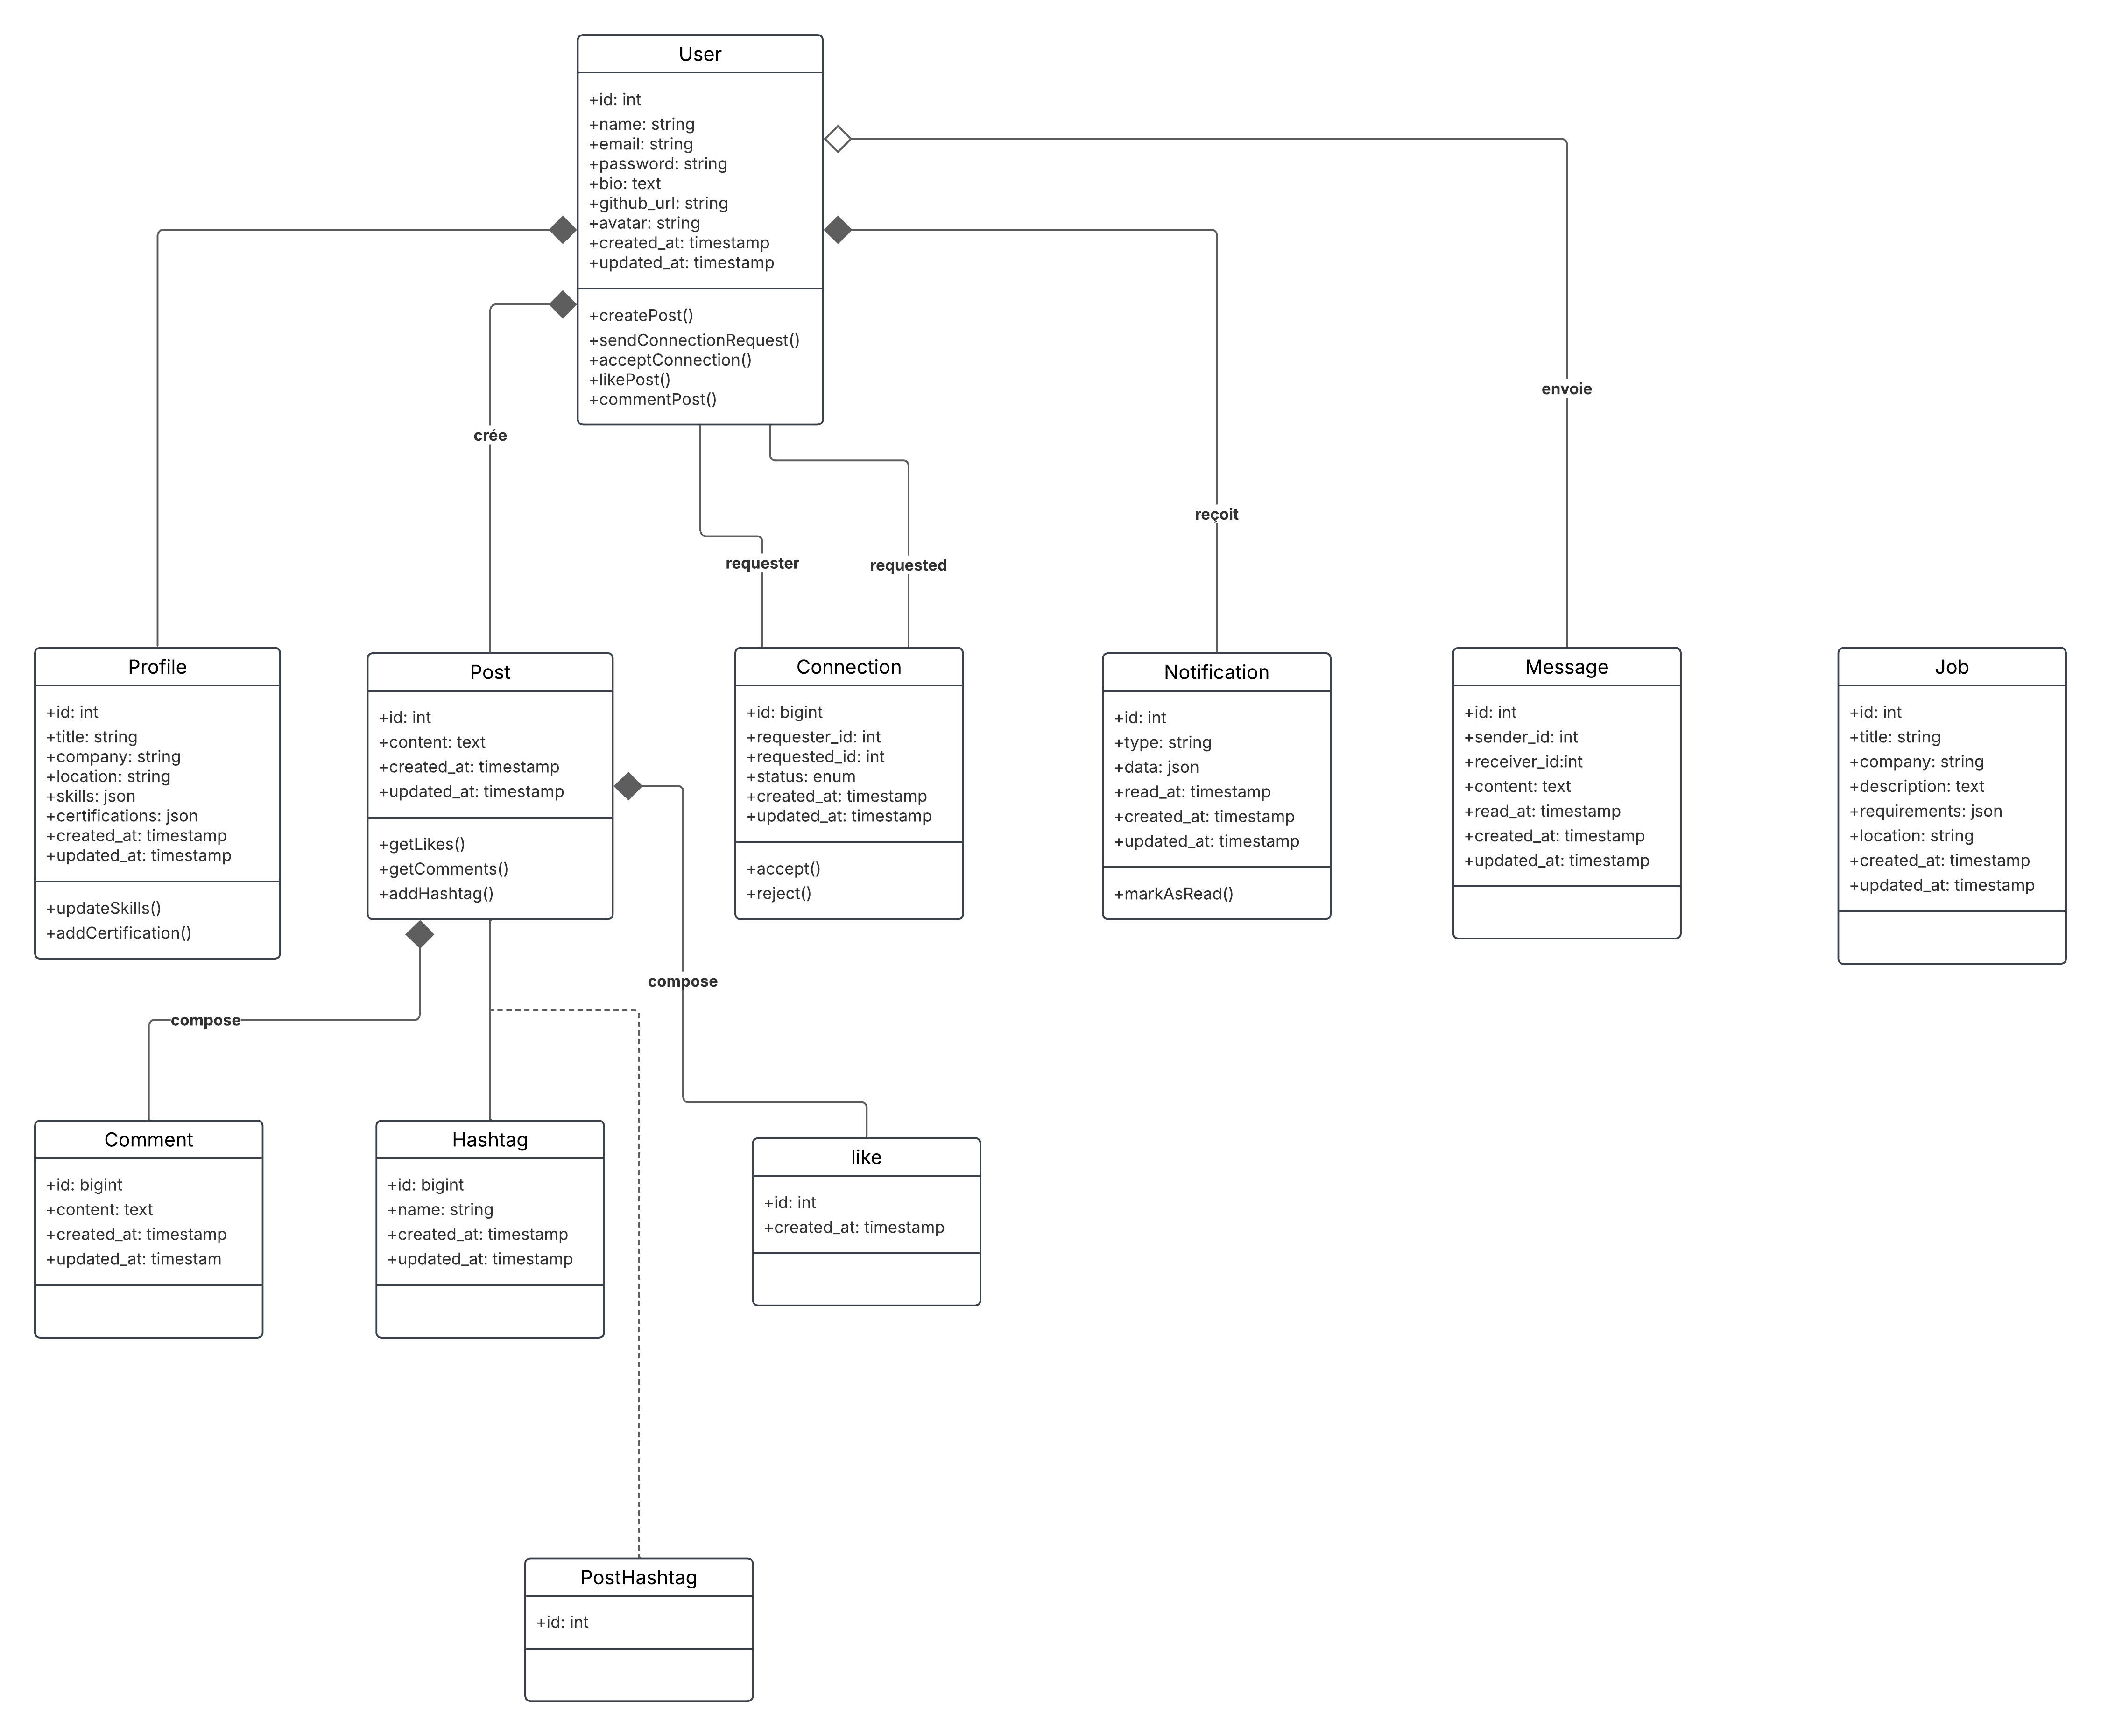 User
+id: int
+name: string
+email: string
+password: string
+bio: text
+github_url: string
+avatar: string
+created_at: timestamp
+updated_at: timestamp
+createPost()
+sendConnectionRequest()
+acceptConnection()
+likePost()
+commentPost()
envoie
crée
reçoit
requester
requested
Profile
+id: int
+title: string
+company: string
+location: string
+skills: json
+certifications: json
+created_at: timestamp
+updated_at: timestamp
+updateSkills()
+addCertification()
Post
+id: int
+content: text
+created_at: timestamp
+updated_at: timestamp
+getLikes()
+getComments()
+addHashtag()
Connection
+id: bigint
+requester_id: int
+requested_id: int
+status: enum
+created_at: timestamp
+updated_at: timestamp
+accept()
+reject()
Notification
+id: int
+type: string
+data: json
+read_at: timestamp
+created_at: timestamp
+updated_at: timestamp
+markAsRead()
Message
+id: int
+sender_id: int
+receiver_id:int
+content: text
+read_at: timestamp
+created_at: timestamp
+updated_at: timestamp
Job
+id: int
+title: string
+company: string
+description: text
+requirements: json
+location: string
+created_at: timestamp
+updated_at: timestamp
compose
compose
Comment
+id: bigint
+content: text
+created_at: timestamp
+updated_at: timestam
Hashtag
+id: bigint
+name: string
+created_at: timestamp
+updated_at: timestamp
like
+id: int
+created_at: timestamp
PostHashtag
+id: int